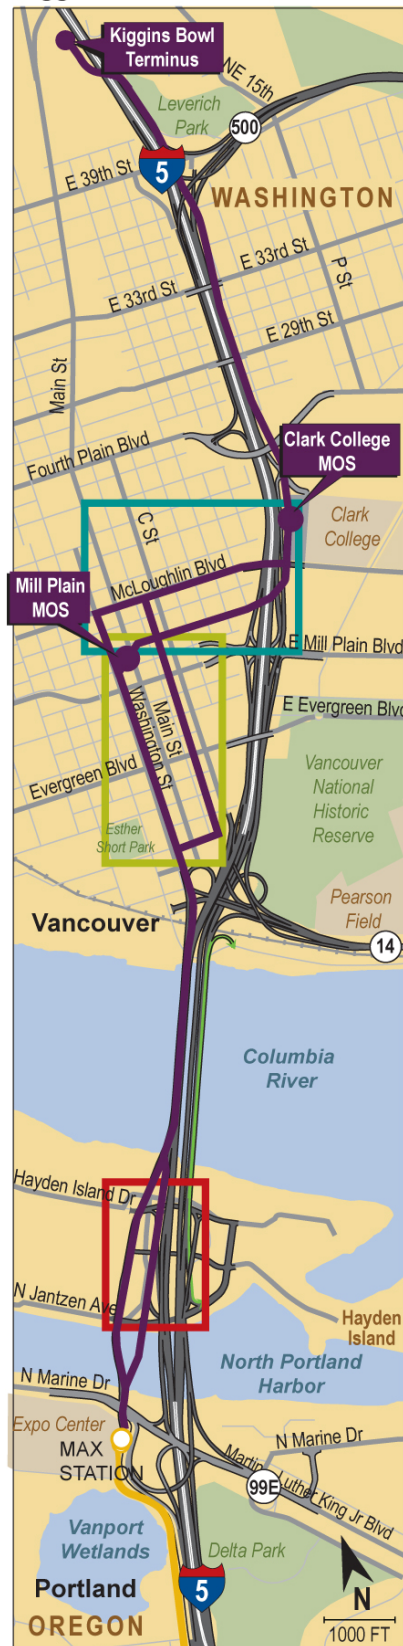 Kiggins Bowl
Terminus
NE 15th
Leverich
Park
500
E 39th St
5
WASHINGTON
E 33rd St
E 33rd St
P St
E 29th St
Main St
Fourth Plain Blvd
Clark College
MOS
C St
Clark
College
McLoughlin Blvd
Mill Plain
MOS
E Mill Plain Blvd
Washington St
Main St
E Evergreen Blvd
Evergreen Blvd
Vancouver
National
Historic
Reserve
Esther
Short Park
Pearson
Field
Vancouver
14
Columbia
River
Hayden Island Dr
N Jantzen Ave
Hayden
Island
North Portland
Harbor
N Marine Dr
Expo Center
MAX
STATION
N Marine Dr
Martin Luther King Jr Blvd
99E
Vanport
Wetlands
Delta Park
Portland
5
OREGON
N
1000 FT